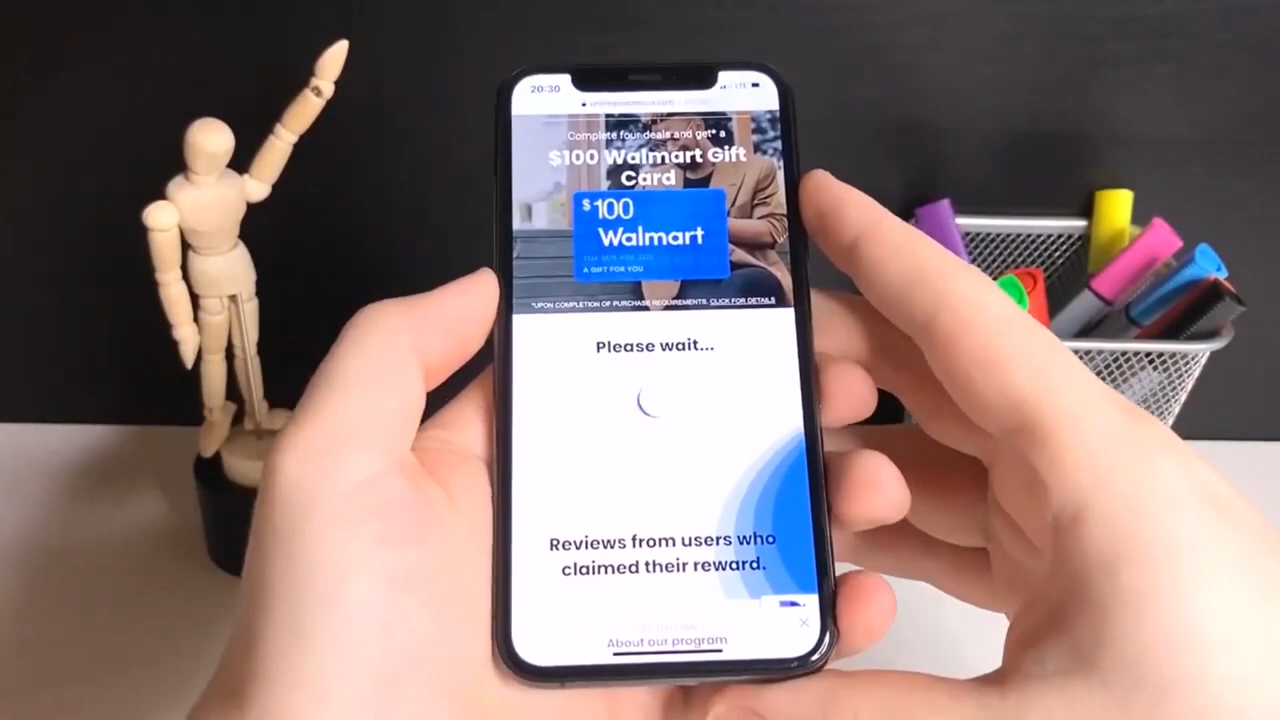 20:30
LTE
Complete four deals and get* a
$100 Walmart Gift
Card
$100
Walmart
A GIFT FOR YOU
*UPON COMPLETION OF PURCHASE REQUIREMENTS. CLICK FOR DETAILS
Please wait...
Reviews from users who
claimed their reward.
About our program